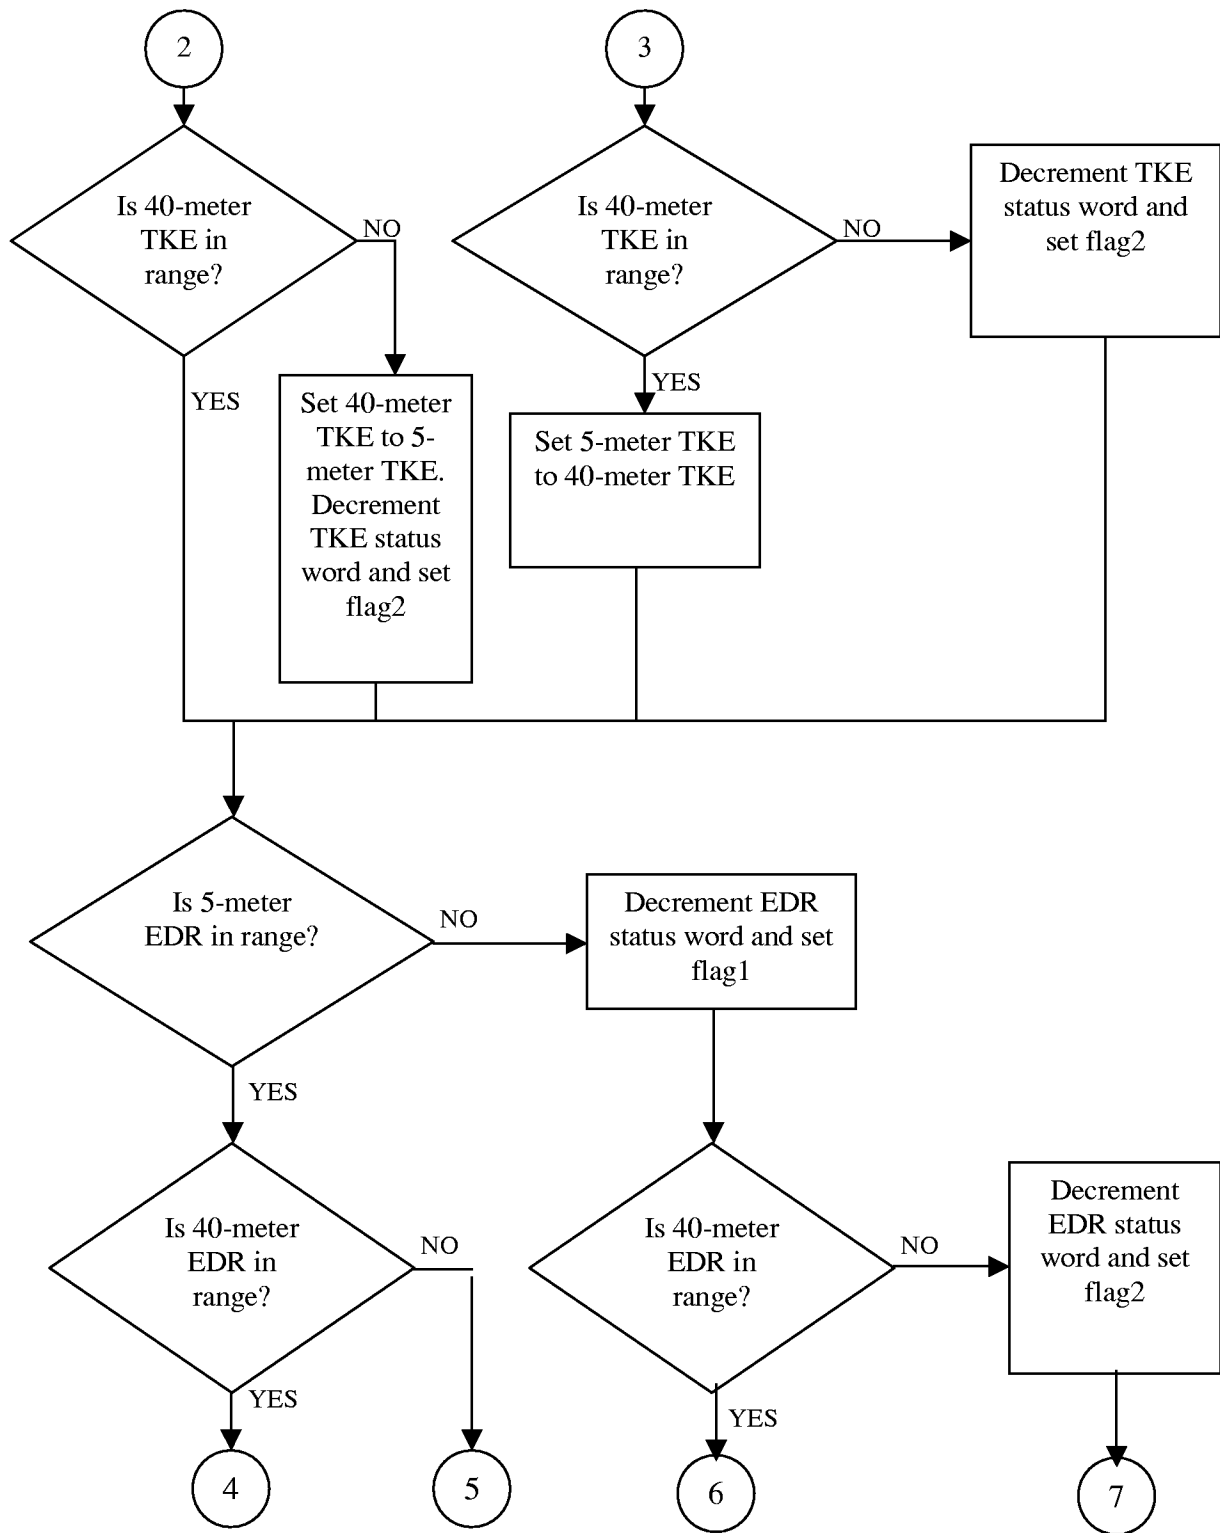 2
3
Is 40-meter
TKE in
range?
NO
Is 40-meter
TKE in
range?
NO
Decrement TKE
status word and
set flag2
YES
Set 40-meter
TKE to 5-
meter TKE.
Decrement
TKE status
word and set
flag2
YES
Set 5-meter TKE
to 40-meter TKE
Is 5-meter
EDR in range?
NO
Decrement EDR
status word and set
flag1
YES
Is 40-meter
EDR in
range?
NO
Is 40-meter
EDR in
range?
NO
Decrement
EDR status
word and set
flag2
YES
YES
4
5
6
7